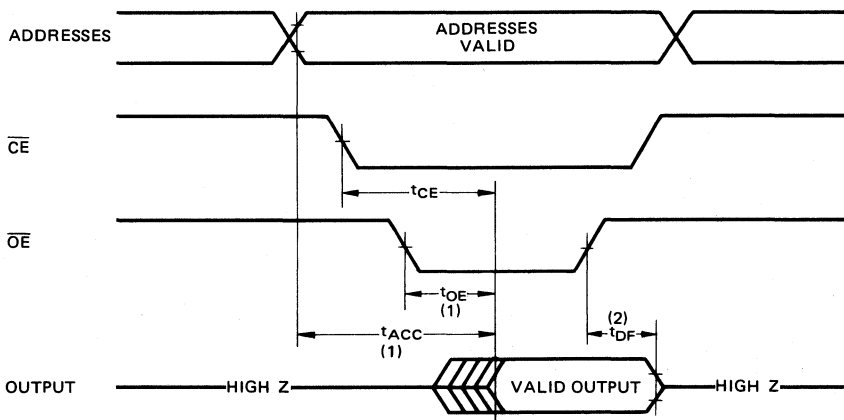 ADDRESSES
ADDRESSES
VALID
CE
tCE
OE
tOE
(1)
tACC
(1)
(2)
tDF
OUTPUT
HIGH Z
VALID OUTPUT
HIGH Z